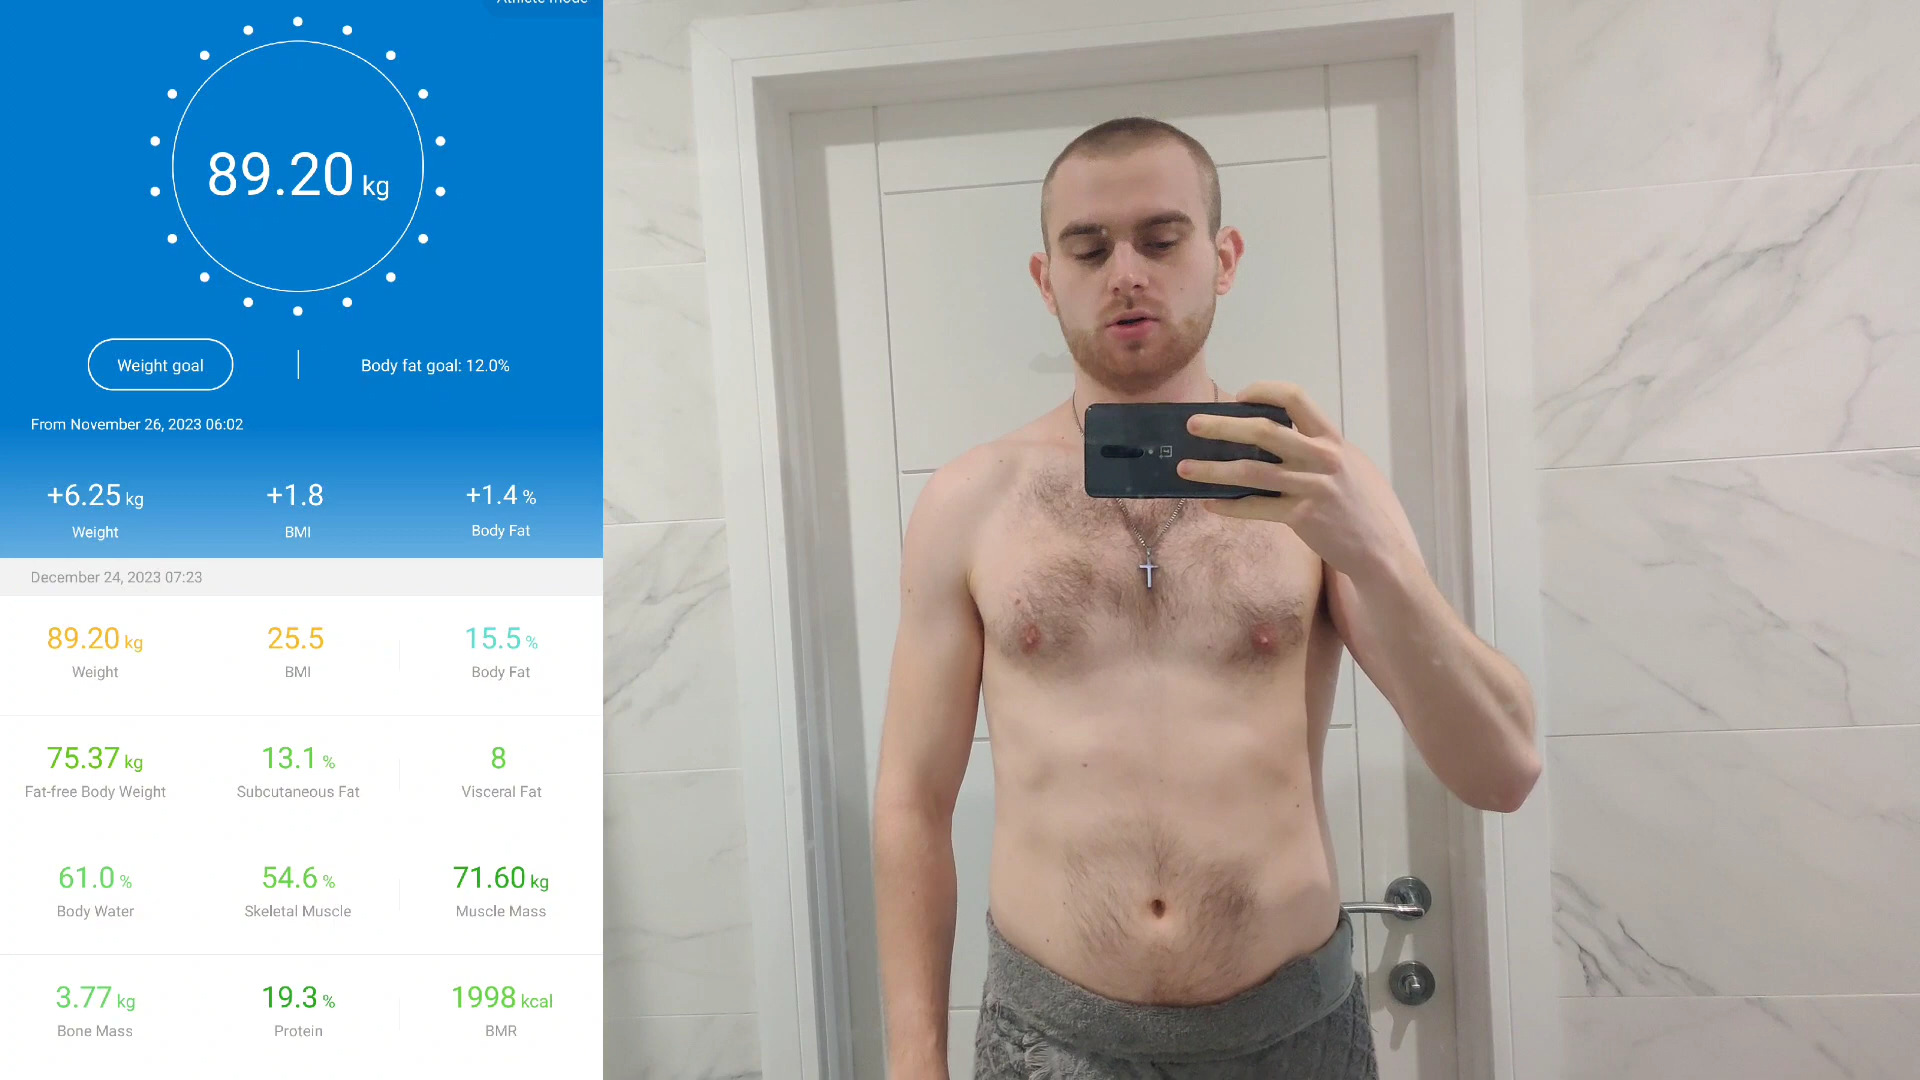 Athlete mode
89.20 kg
Weight goal
Body fat goal: 12.0%
From November 26, 2023 06:02
+6.25 kg
+1.8
+1.4 %
Weight
BMI
Body Fat
December 24, 2023 07:23
89.20 kg
25.5
15.5 %
Weight
BMI
Body Fat
75.37 kg
13.1 %
8
Fat-free Body Weight
Subcutaneous Fat
Visceral Fat
61.0 %
54.6 %
71.60 kg
Body Water
Skeletal Muscle
Muscle Mass
3.77 kg
19.3 %
1998 kcal
Bone Mass
Protein
BMR